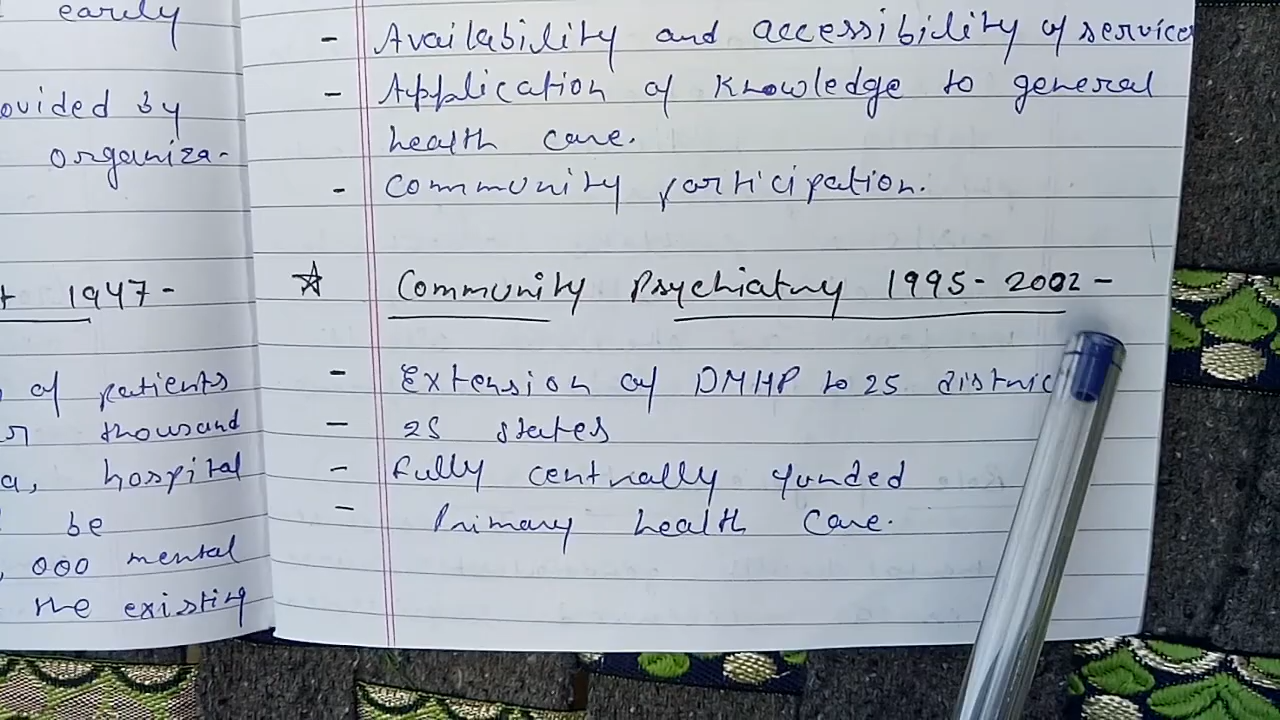 early
ovided by
organiza-
1947-
of patients
thousand
a, hospital
be
000 mental
the existing
- Availability and accessibility of services
- Application of knowledge to general
health care.
- Community participation.
☆ Community Psychiatry 1995-2002-
- Extension of DMHP to 25 distric
- 25 states
- fully centrally funded
- Primary health care.